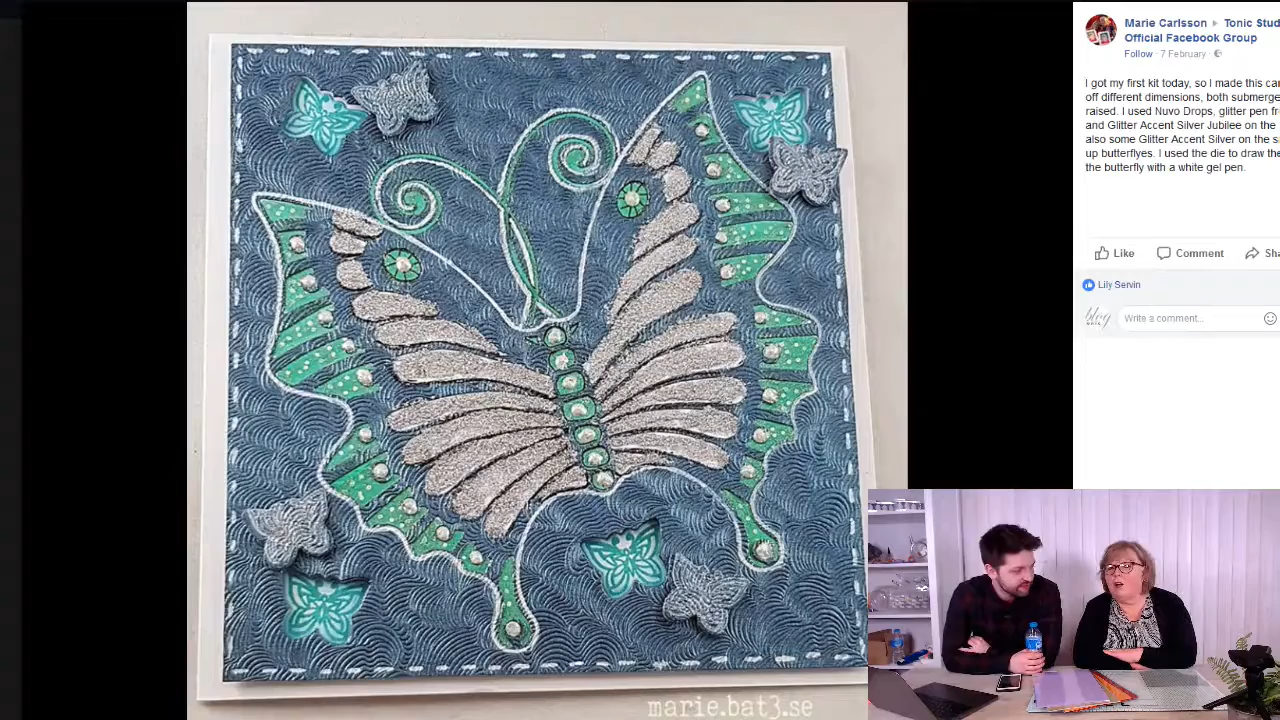 Marie Carlsson ▸ Tonic Stud
Official Facebook Group
Follow · 7 February ·
I got my first kit today, so I made this car
off different dimensions, both submerge
raised. I used Nuvo Drops, glitter pen fr
and Glitter Accent Silver Jubilee on the
also some Glitter Accent Silver on the s
up butterflyes. I used the die to draw the
the butterfly with a white gel pen.
Like Comment Sha
Lily Servin
Write a comment...
marie.bat3.se